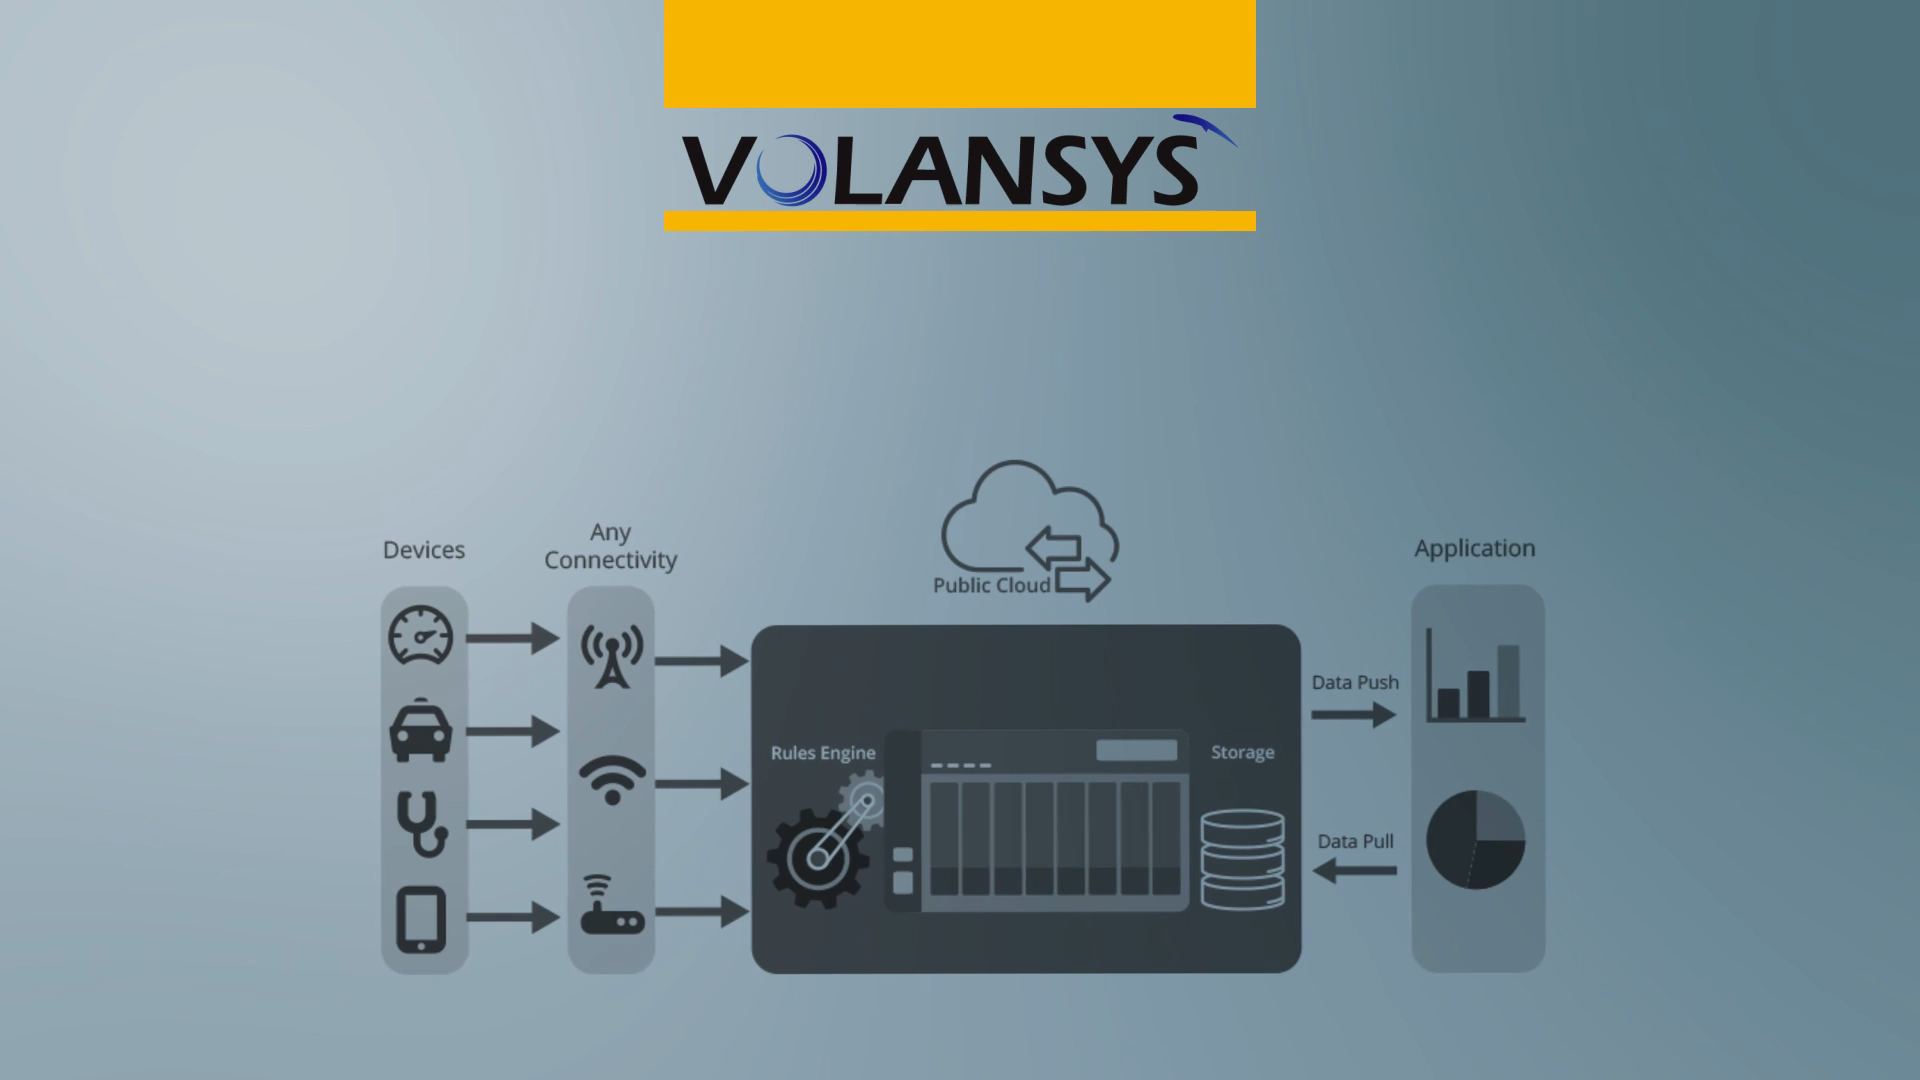 VOLANSYS
Devices
Any
Connectivity
Public Cloud
Application
Rules Engine
Storage
Data Push
Data Pull